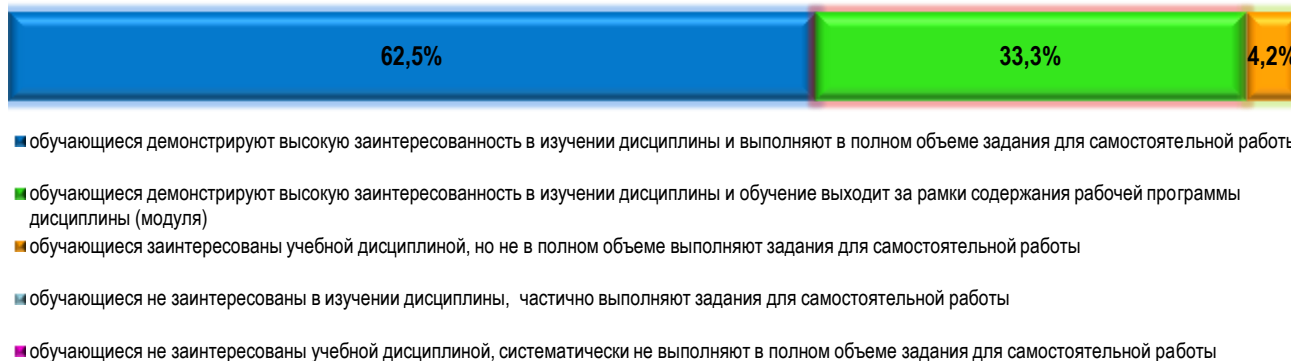 62,5% 33,3% 4,2%
обучающиеся демонстрируют высокую заинтересованность в изучении дисциплины и выполняют в полном объеме задания для самостоятельной работы
обучающиеся демонстрируют высокую заинтересованность в изучении дисциплины и обучение выходит за рамки содержания рабочей программы
дисциплины (модуля)
обучающиеся заинтересованы учебной дисциплиной, но не в полном объеме выполняют задания для самостоятельной работы
обучающиеся не заинтересованы в изучении дисциплины, частично выполняют задания для самостоятельной работы
обучающиеся не заинтересованы учебной дисциплиной, систематически не выполняют в полном объеме задания для самостоятельной работы